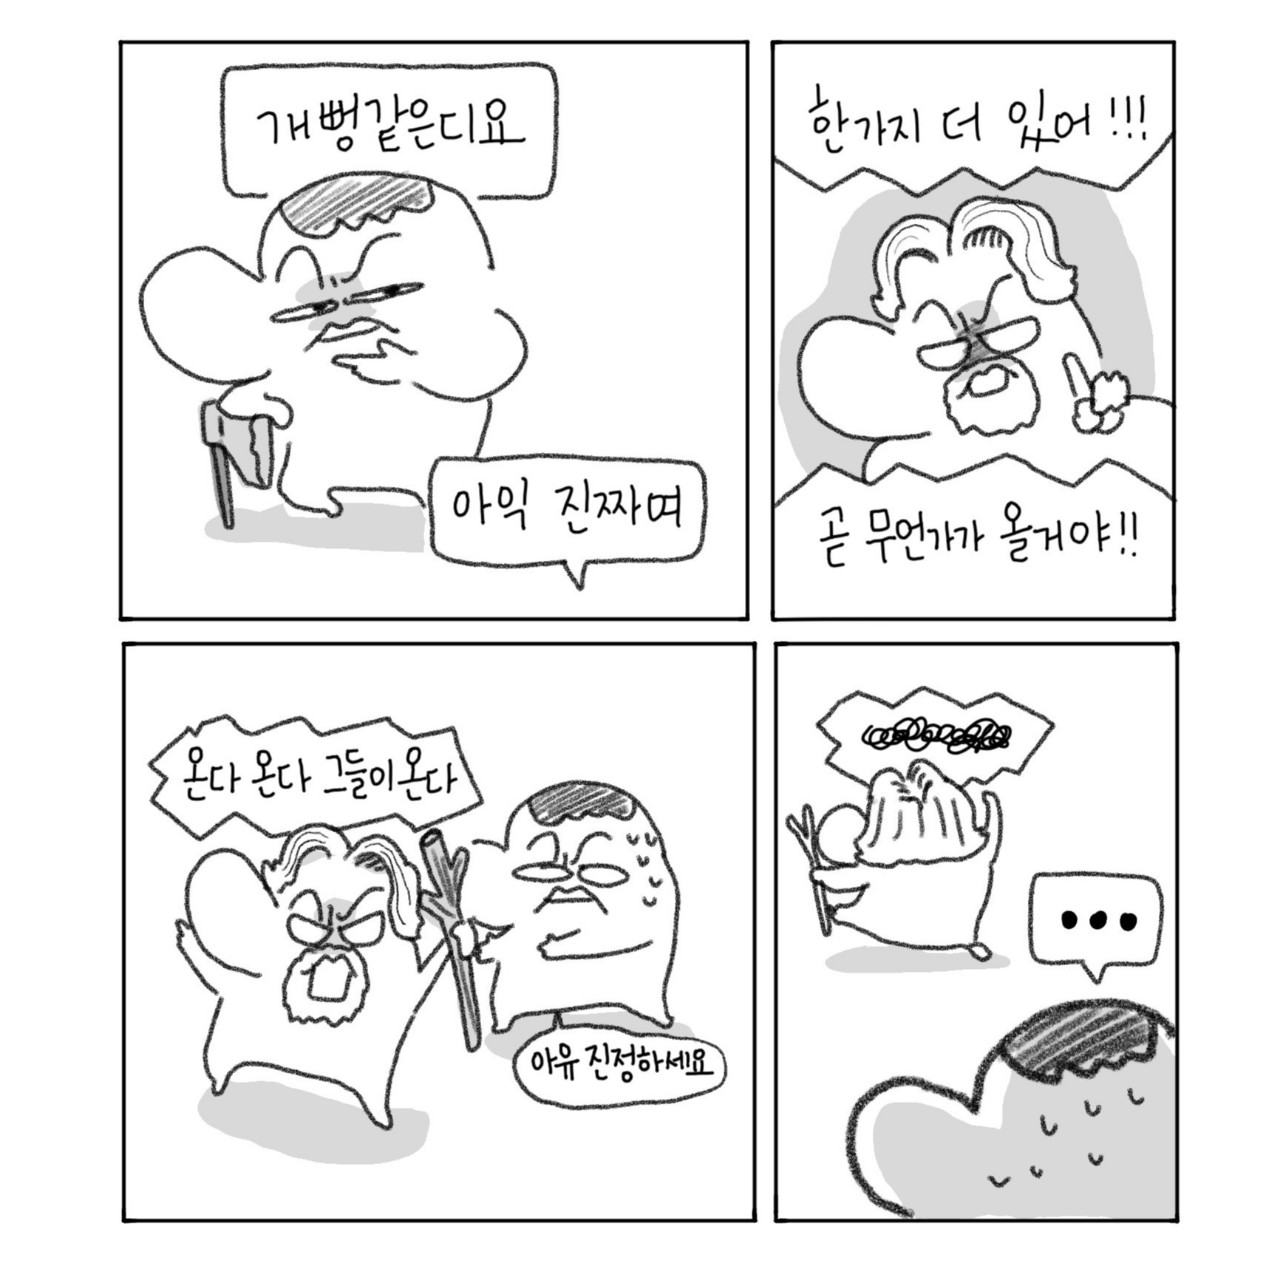 개뻥같은디요
아익 진짜여
한가지 더 있어!!!
곧 무언가가 올거야!!
온다 온다 그들이온다
아유 진정하세요
•••